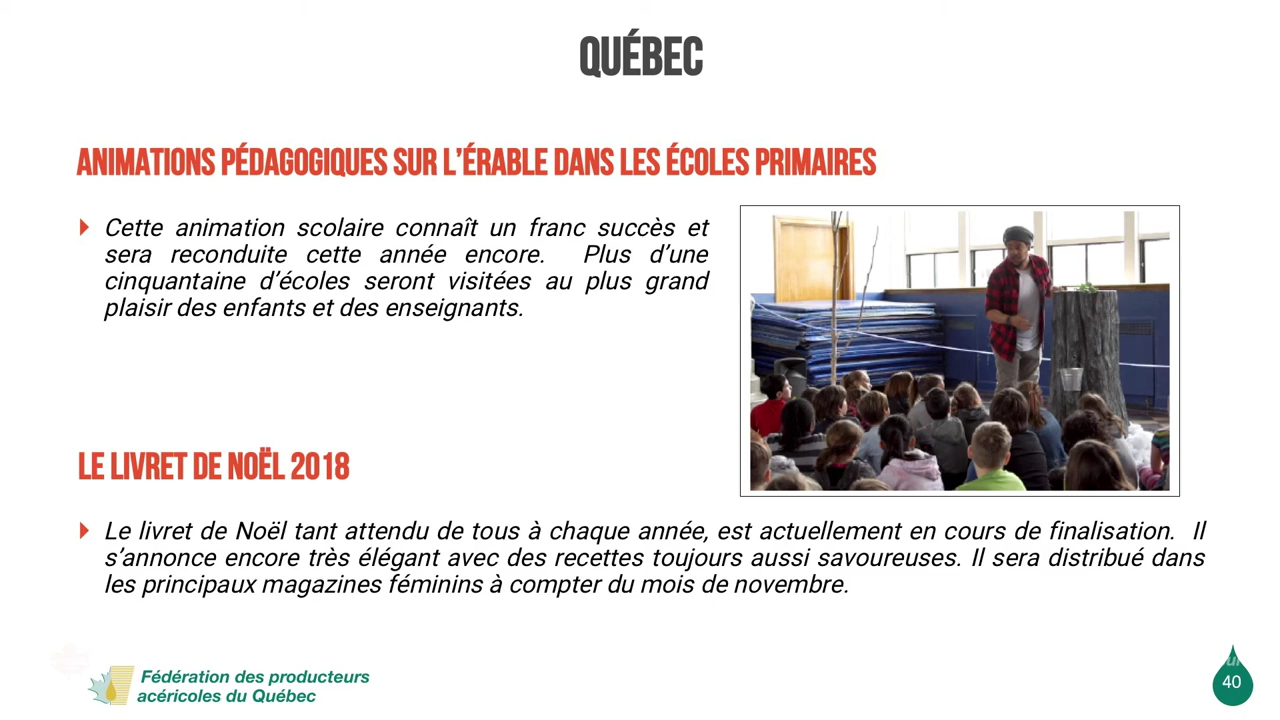 QUÉBEC
ANIMATIONS PÉDAGOGIQUES SUR L’ÉRABLE DANS LES ÉCOLES PRIMAIRES
Cette animation scolaire connaît un franc succès et
sera reconduite cette année encore. Plus d’une
cinquantaine d’écoles seront visitées au plus grand
plaisir des enfants et des enseignants.
LE LIVRET DE NOËL 2018
Le livret de Noël tant attendu de tous à chaque année, est actuellement en cours de finalisation. Il
s’annonce encore très élégant avec des recettes toujours aussi savoureuses. Il sera distribué dans
les principaux magazines féminins à compter du mois de novembre.
Fédération des producteurs
acéricoles du Québec
40